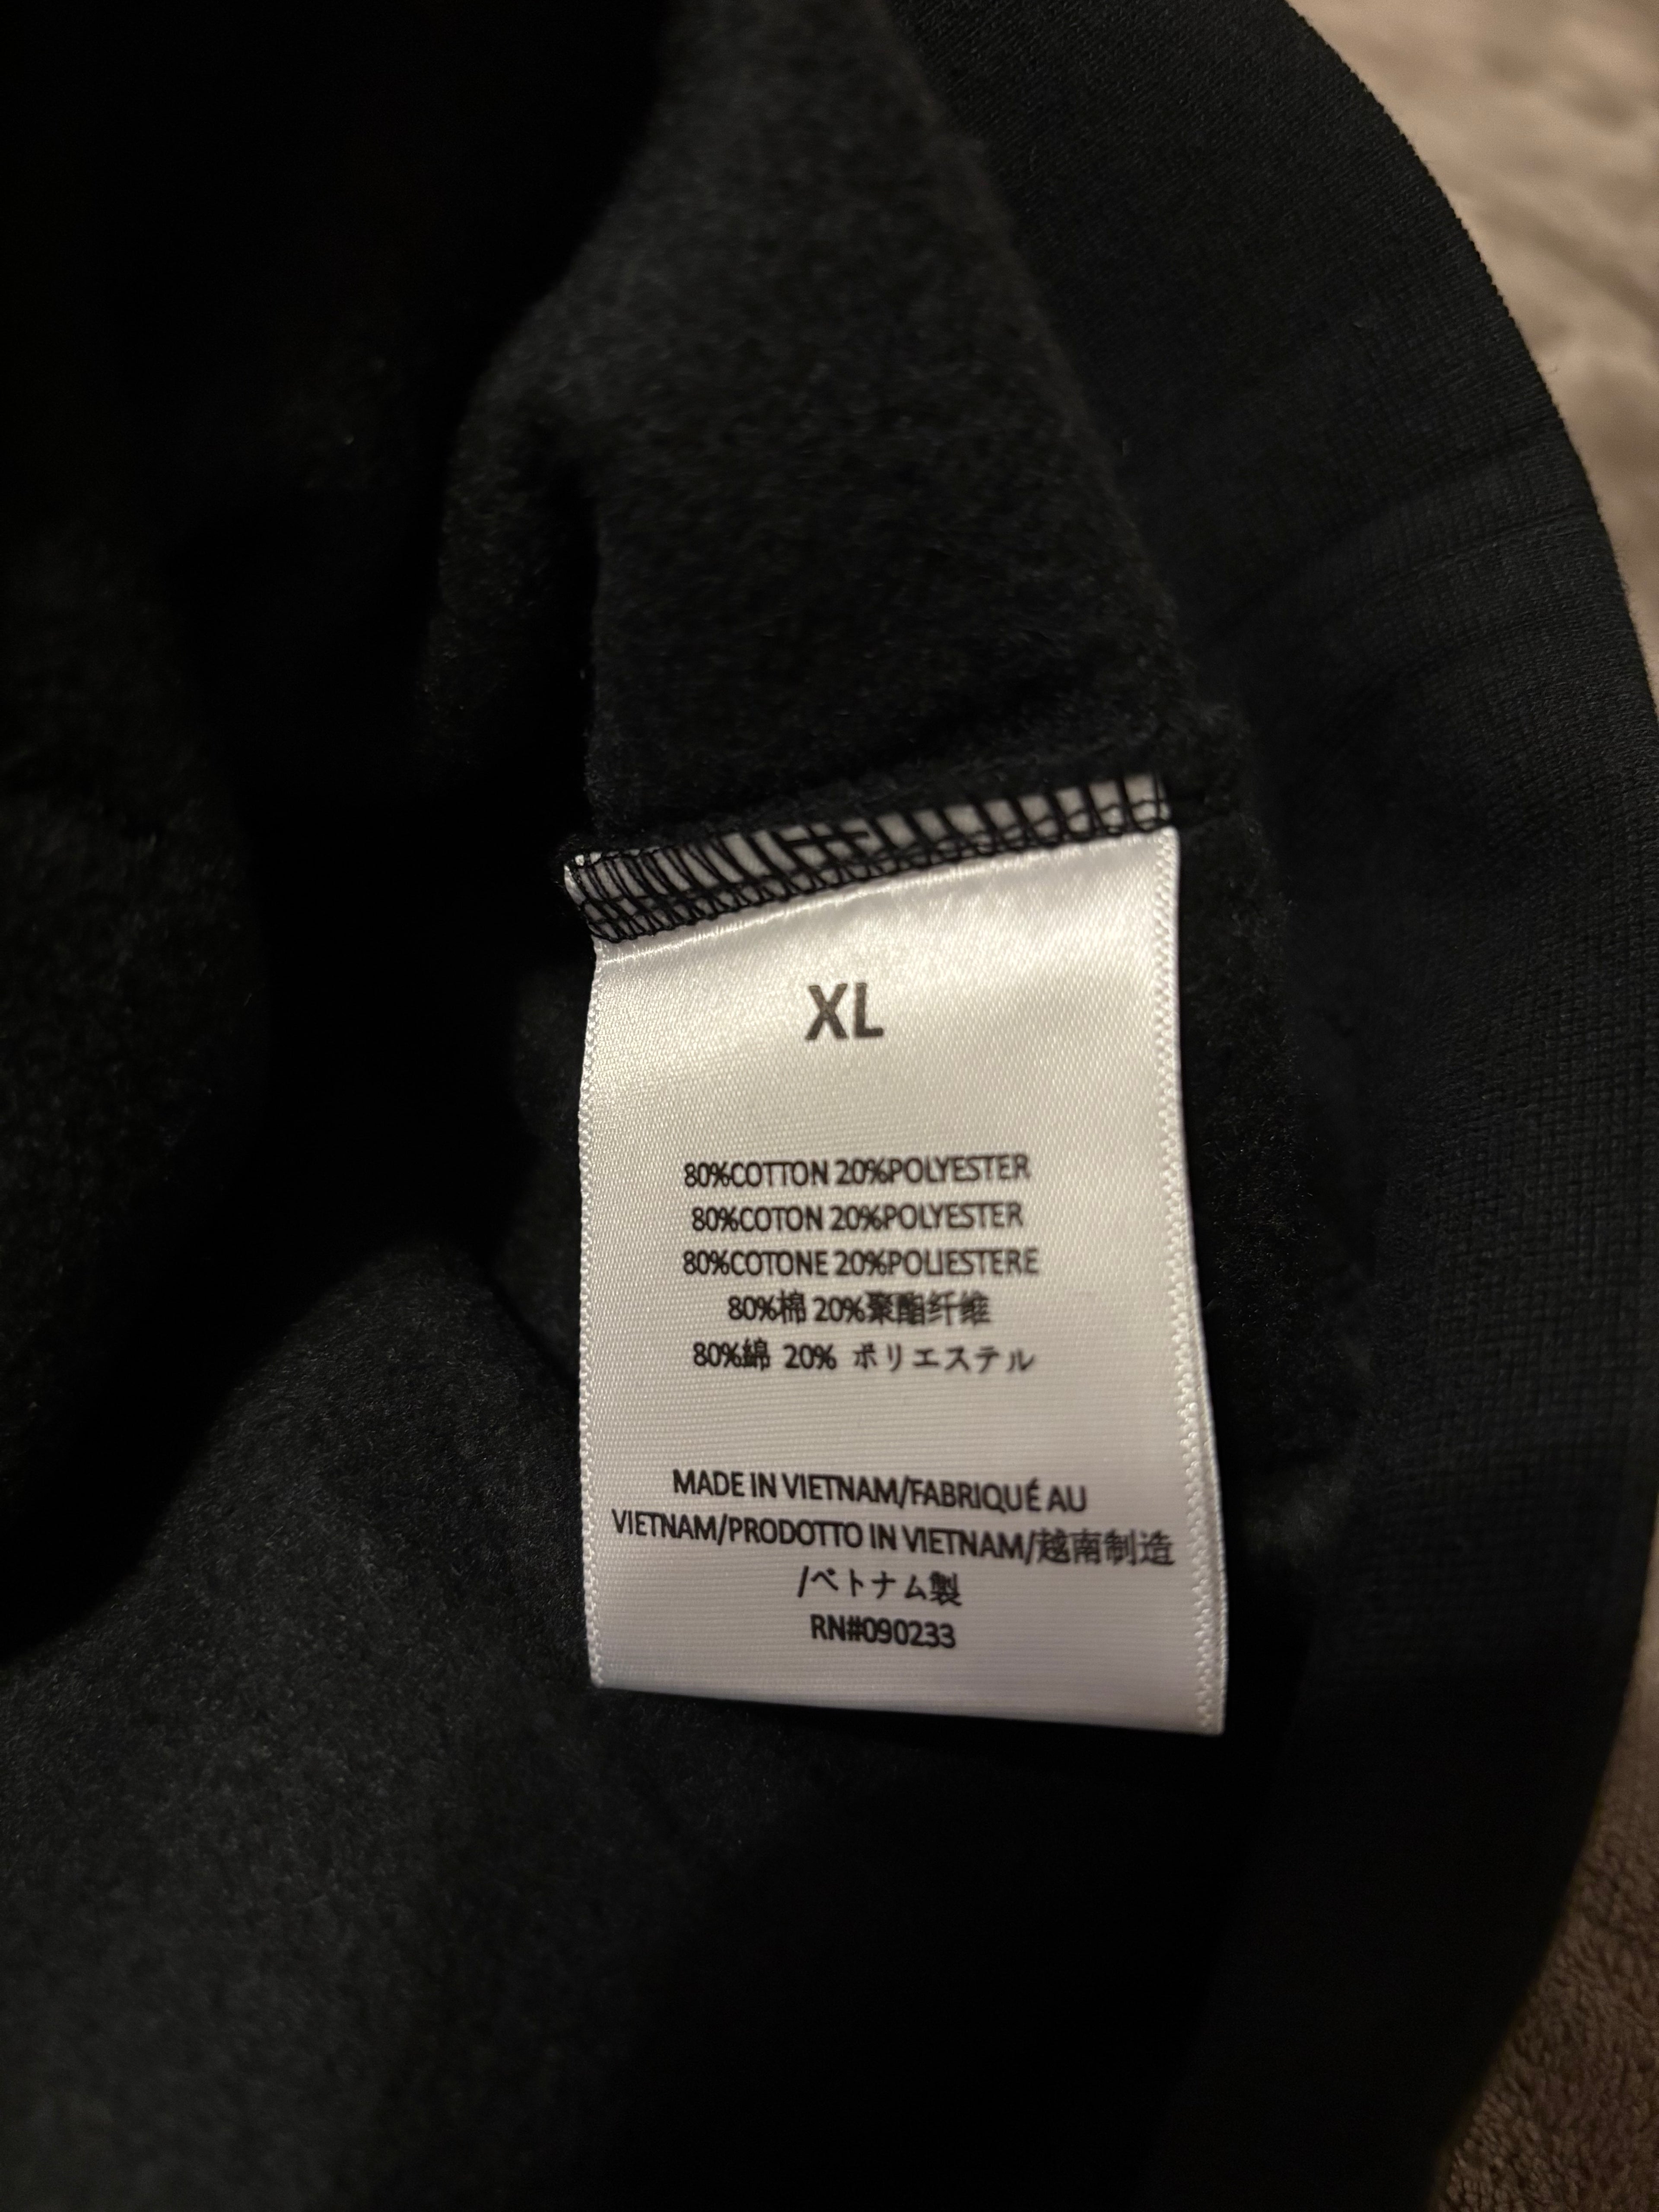 XL
80%COTTON 20%POLYESTER
80%COTON 20%POLYESTER
80%COTONE 20%POLIESTERE
80%棉 20%聚酯纤维
80%綿 20% ポリエステル
MADE IN VIETNAM/FABRIQUÉ AU
VIETNAM/PRODOTTO IN VIETNAM/越南制造
/ベトナム製
RN#090233